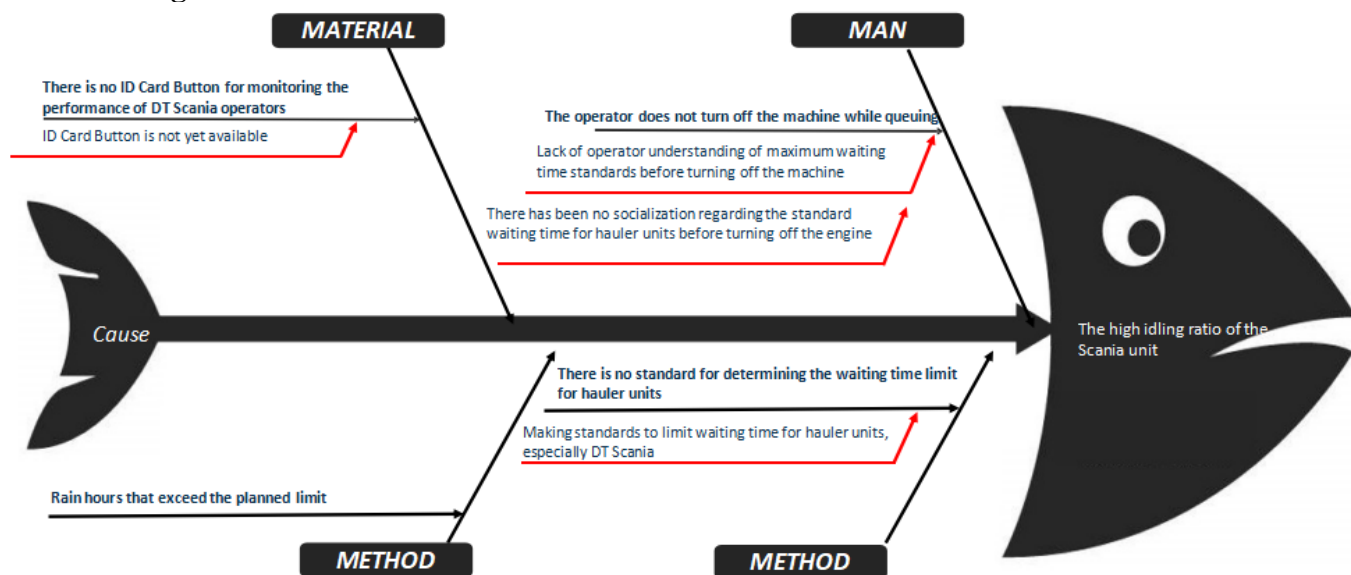 MATERIAL
MAN
There is no ID Card Button for monitoring the
performance of DT Scania operators
ID Card Button is not yet available
The operator does not turn off the machine while queuing
Lack of operator understanding of maximum waiting
time standards before turning off the machine
There has been no socialization regarding the standard
waiting time for hauler units before turning off the engine
Cause
The high idling ratio of the
Scania unit
There is no standard for determining the waiting time limit
for hauler units
Making standards to limit waiting time for hauler units,
especially DT Scania
Rain hours that exceed the planned limit
METHOD
METHOD